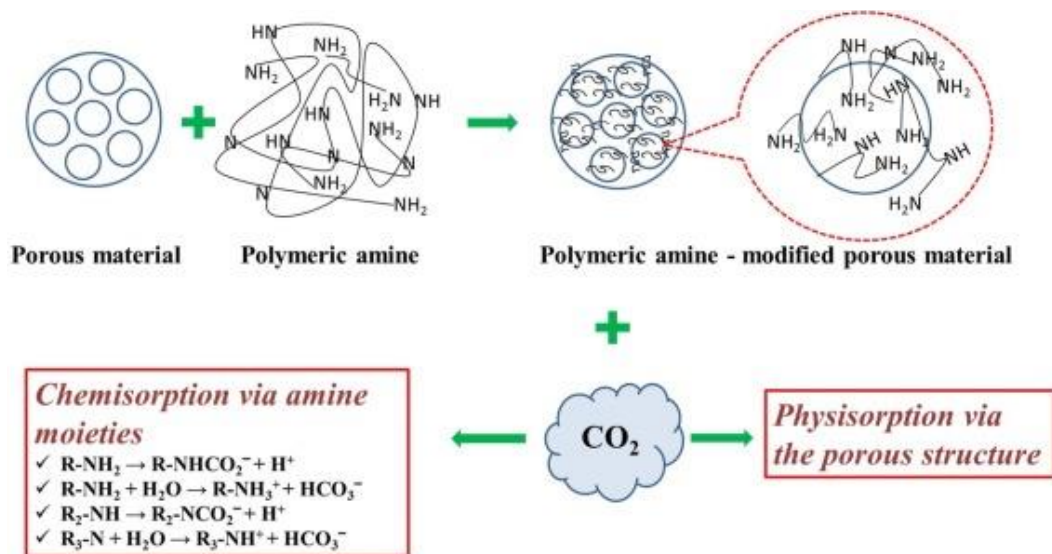 HN
NH₂
NH₂
H₂N
NH
HN
NH₂
N
HN
N
N
NH₂
N
NH₂
NH
N
NH₂
NH₂
HN
NH₂
NH₂
H₂N
NH₂
NH
NH₂
NH
H₂N
Porous material
Polymeric amine
Polymeric amine - modified porous material
Chemisorption via amine
moieties
✓ R-NH₂ → R-NHCO₂⁻ + H⁺
✓ R-NH₂ + H₂O → R-NH₃⁺ + HCO₃⁻
✓ R₂-NH → R₂-NCO₂⁻ + H⁺
✓ R₃-N + H₂O → R₃-NH⁺ + HCO₃⁻
CO₂
Physisorption via
the porous structure